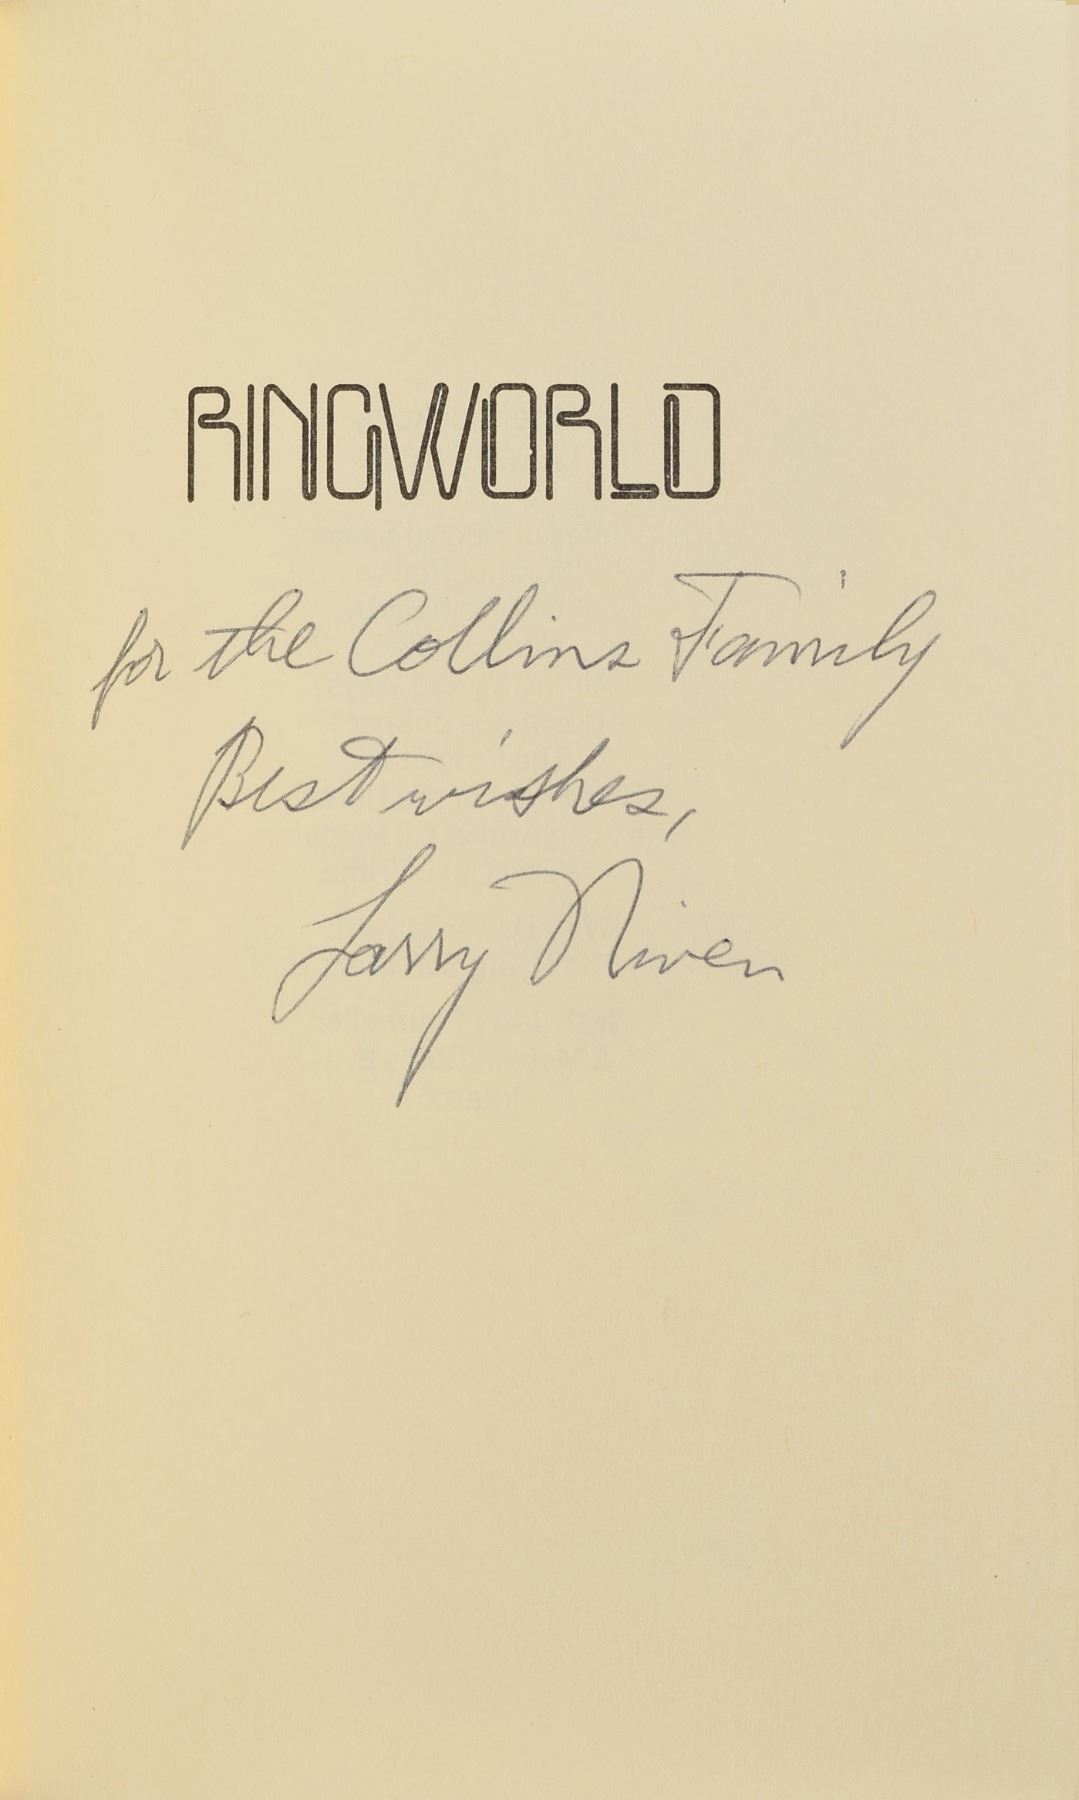 RINGWORLD
for the Collins Family
Best wishes,
Larry Niven